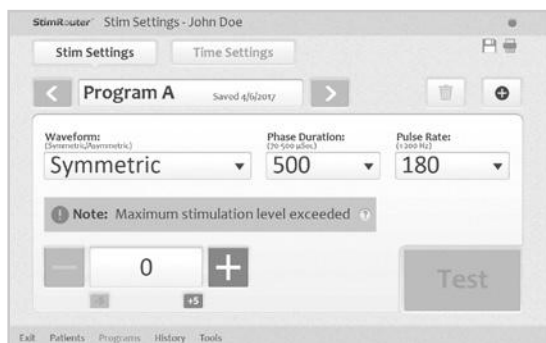 StimRouter Stim Settings - John Doe
Stim Settings Time Settings
Program A Saved 4/6/2017
Waveform: Phase Duration: Pulse Rate:
(Symmetric/Asymmetric) (70-500 µSec) (1-200 Hz)
Symmetric 500 180
Note: Maximum stimulation level exceeded ?
0
-5 +5
Test
Exit Patients Programs History Tools